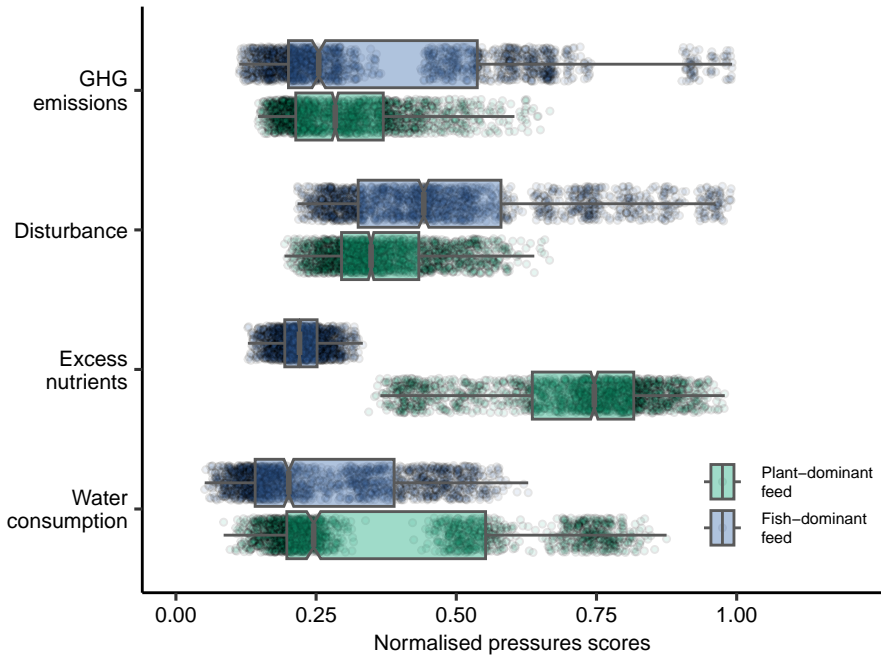 GHG
emissions
Disturbance
Excess
nutrients
Water
consumption
Plant−dominant
feed
Fish−dominant
feed
0.00 0.25 0.50 0.75 1.00
Normalised pressures scores